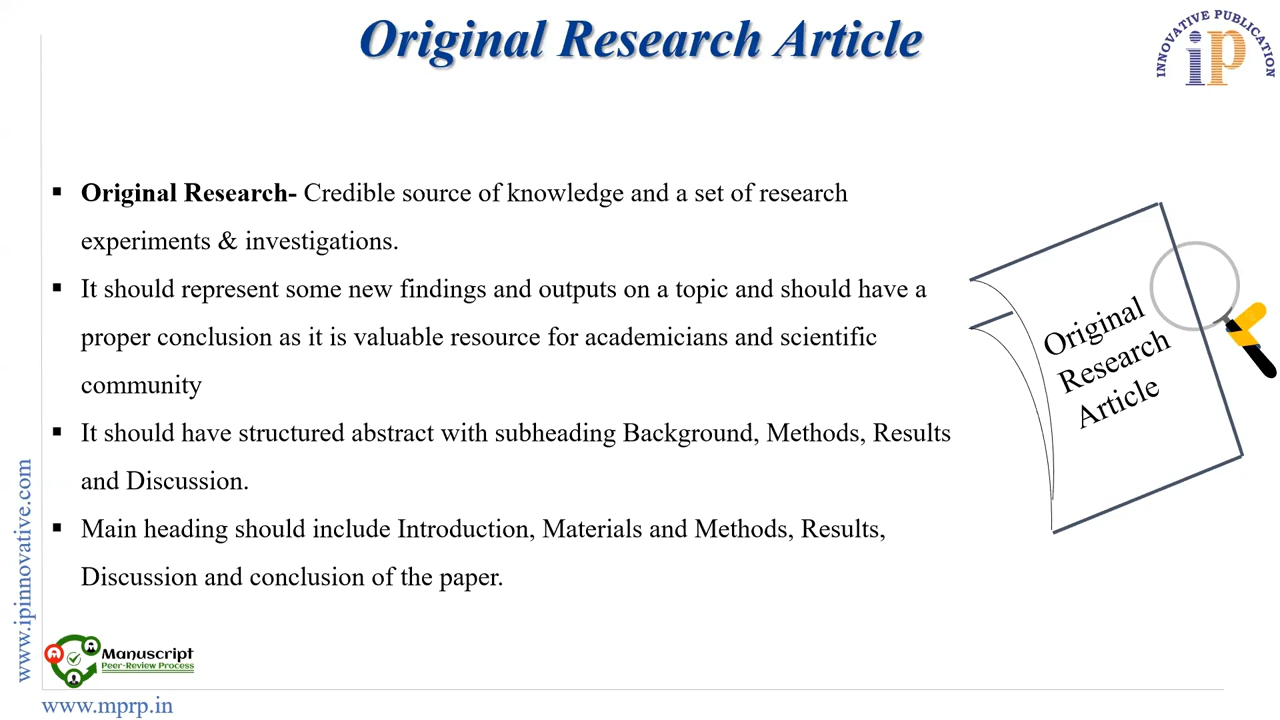 Original Research Article
INNOVATIVE PUBLICATION
ip
▪ Original Research- Credible source of knowledge and a set of research
experiments & investigations.
▪ It should represent some new findings and outputs on a topic and should have a
proper conclusion as it is valuable resource for academicians and scientific
community
▪ It should have structured abstract with subheading Background, Methods, Results
and Discussion.
▪ Main heading should include Introduction, Materials and Methods, Results,
Discussion and conclusion of the paper.
Original
Research
Article
www.ipinnovative.com
Manuscript
Peer-Review Process
www.mprp.in